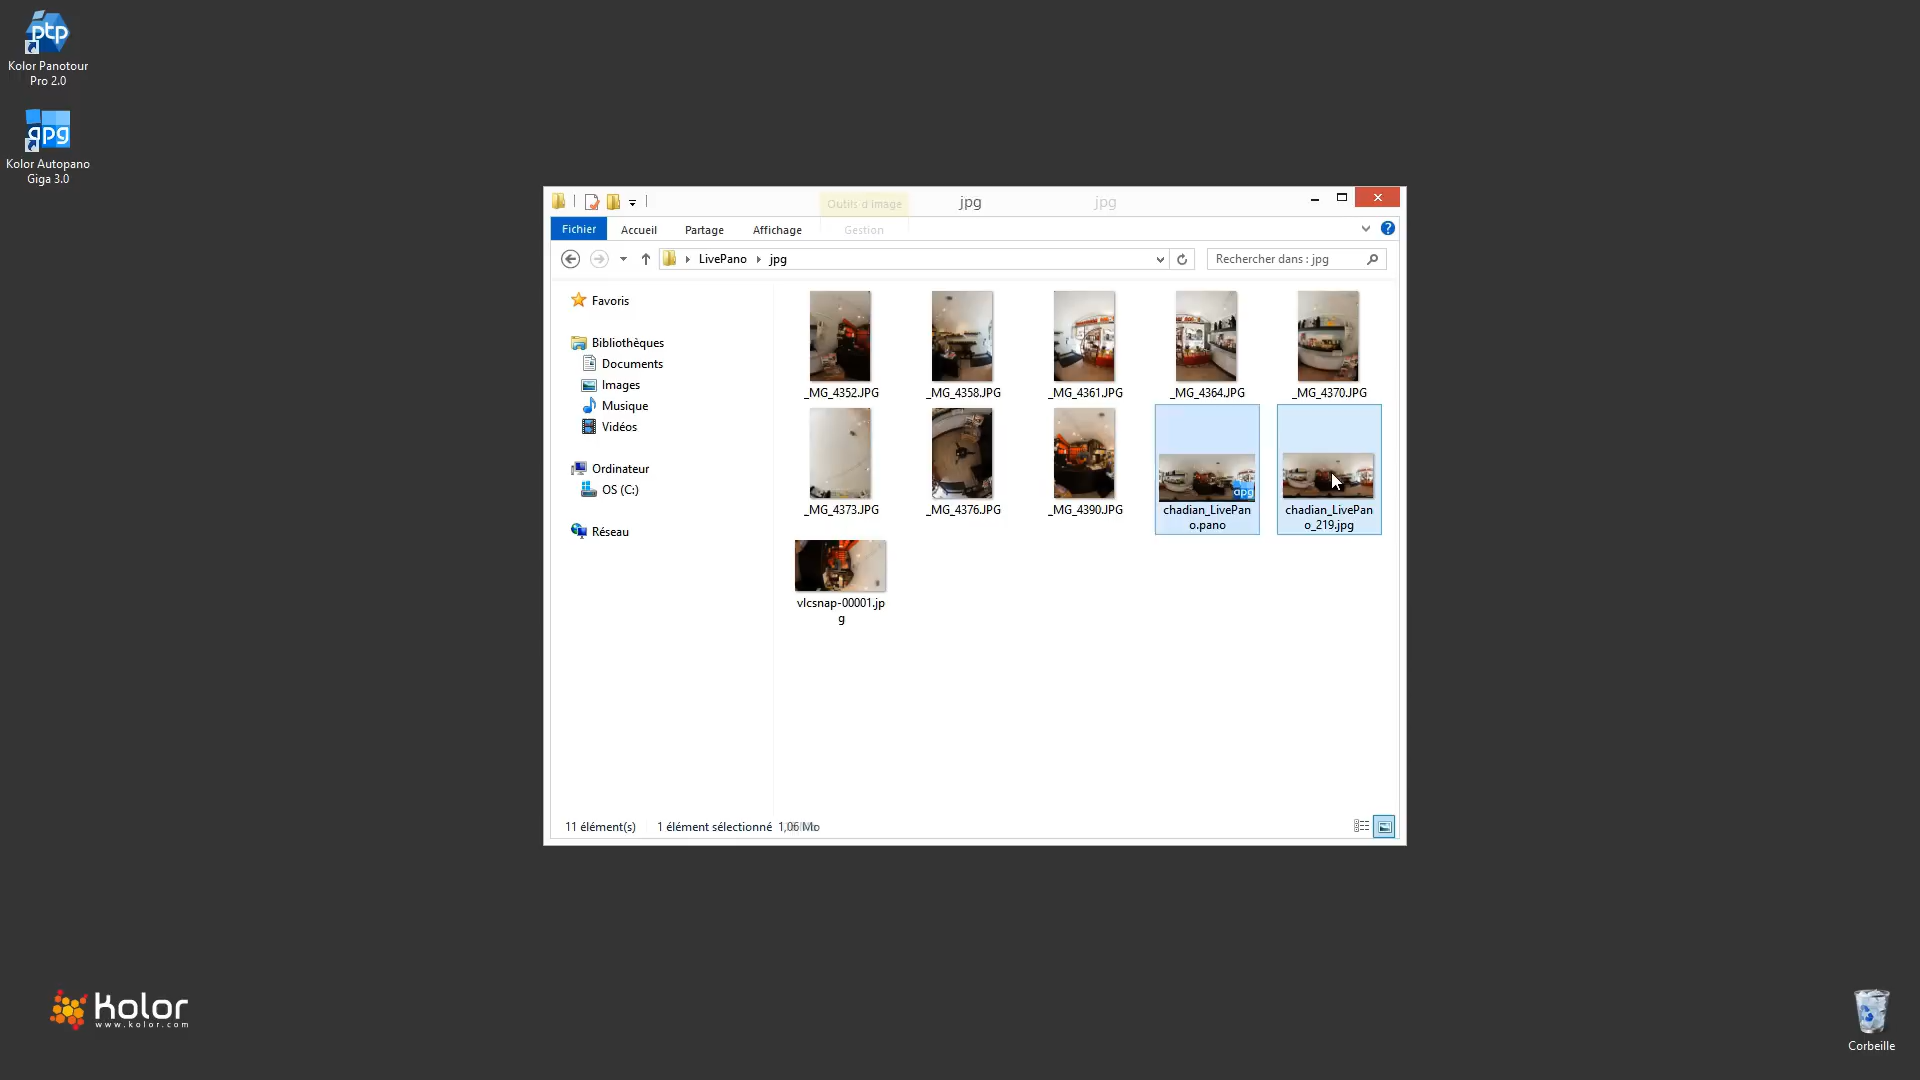 ptp
Kolor Panotour
Pro 2.0
apg
Kolor Autopano
Giga 3.0
Outils d'image
jpg
jpg
Fichier
Accueil
Partage
Affichage
Gestion
LivePano
jpg
Rechercher dans : jpg
Favoris
Bibliothèques
Documents
Images
Musique
Vidéos
Ordinateur
OS (C:)
Réseau
_MG_4352.JPG
_MG_4358.JPG
_MG_4361.JPG
_MG_4364.JPG
_MG_4370.JPG
_MG_4373.JPG
_MG_4376.JPG
_MG_4390.JPG
apg
chadian_LivePan
o.pano
chadian_LivePan
o_219.jpg
vlcsnap-00001.jp
g
11 élément(s)
1 élément sélectionné
Mo
kolor
www.kolor.com
Corbeille